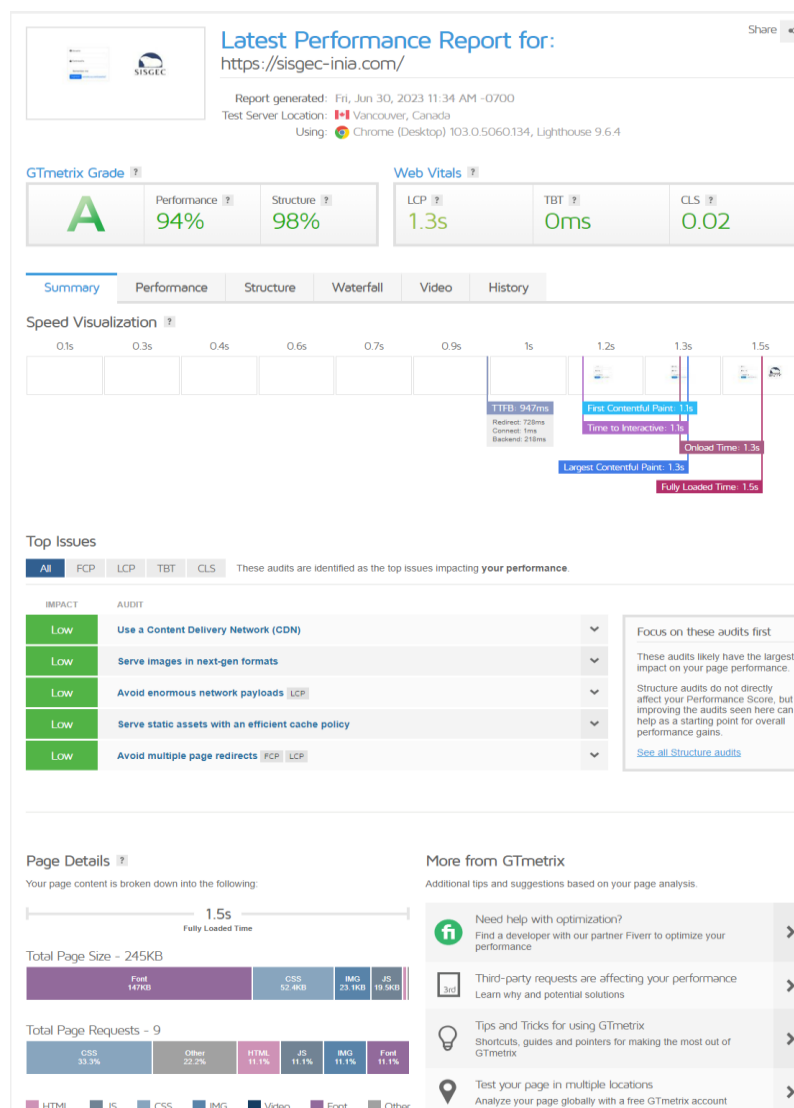 SISGEC
Latest Performance Report for:
https://sisgec-inia.com/
Share
Report generated: Fri, Jun 30, 2023 11:34 AM -0700
Test Server Location: Vancouver, Canada
Using: Chrome (Desktop) 103.0.5060.134, Lighthouse 9.6.4
GTmetrix Grade ?
Web Vitals ?
A
Performance ?
94%
Structure ?
98%
LCP ?
1.3s
TBT ?
0ms
CLS ?
0.02
Summary Performance Structure Waterfall Video History
Speed Visualization ?
0.1s 0.3s 0.4s 0.6s 0.7s 0.9s 1s 1.2s 1.3s 1.5s
TTFB: 947ms
Redirect: 728ms
Connect: 1ms
Backend: 218ms
First Contentful Paint: 1.1s
Time to Interactive: 1.1s
Onload Time: 1.3s
Largest Contentful Paint: 1.3s
Fully Loaded Time: 1.5s
Top Issues
All FCP LCP TBT CLS These audits are identified as the top issues impacting your performance.
IMPACT AUDIT
Low Use a Content Delivery Network (CDN)
Low Serve images in next-gen formats
Low Avoid enormous network payloads LCP
Low Serve static assets with an efficient cache policy
Low Avoid multiple page redirects FCP LCP
Focus on these audits first
These audits likely have the largest
impact on your page performance.
Structure audits do not directly
affect your Performance Score, but
improving the audits seen here can
help as a starting point for overall
performance gains.
See all Structure audits
Page Details ?
Your page content is broken down into the following:
1.5s
Fully Loaded Time
Total Page Size - 245KB
Font
147KB
CSS
52.4KB
IMG
23.1KB
JS
19.5KB
Total Page Requests - 9
CSS
33.3%
Other
22.2%
HTML
11.1%
JS
11.1%
IMG
11.1%
Font
11.1%
HTML JS CSS IMG Video Font Other
More from GTmetrix
Additional tips and suggestions based on your page analysis.
fi
Need help with optimization?
Find a developer with our partner Fiverr to optimize your
performance
3rd
Third-party requests are affecting your performance
Learn why and potential solutions
Tips and Tricks for using GTmetrix
Shortcuts, guides and pointers for making the most out of
GTmetrix
Test your page in multiple locations
Analyze your page globally with a free GTmetrix account